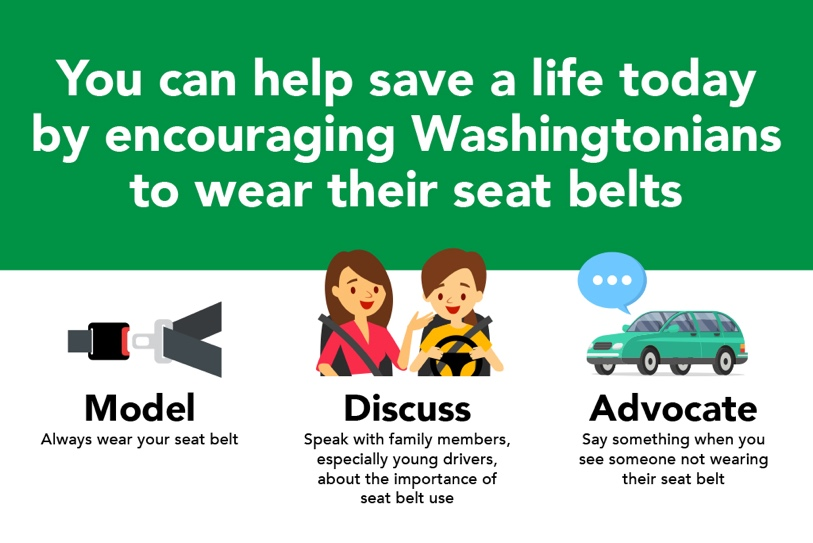 You can help save a life today
by encouraging Washingtonians
to wear their seat belts
Model
Always wear your seat belt
Discuss
Speak with family members,
especially young drivers,
about the importance of
seat belt use
Advocate
Say something when you
see someone not wearing
their seat belt